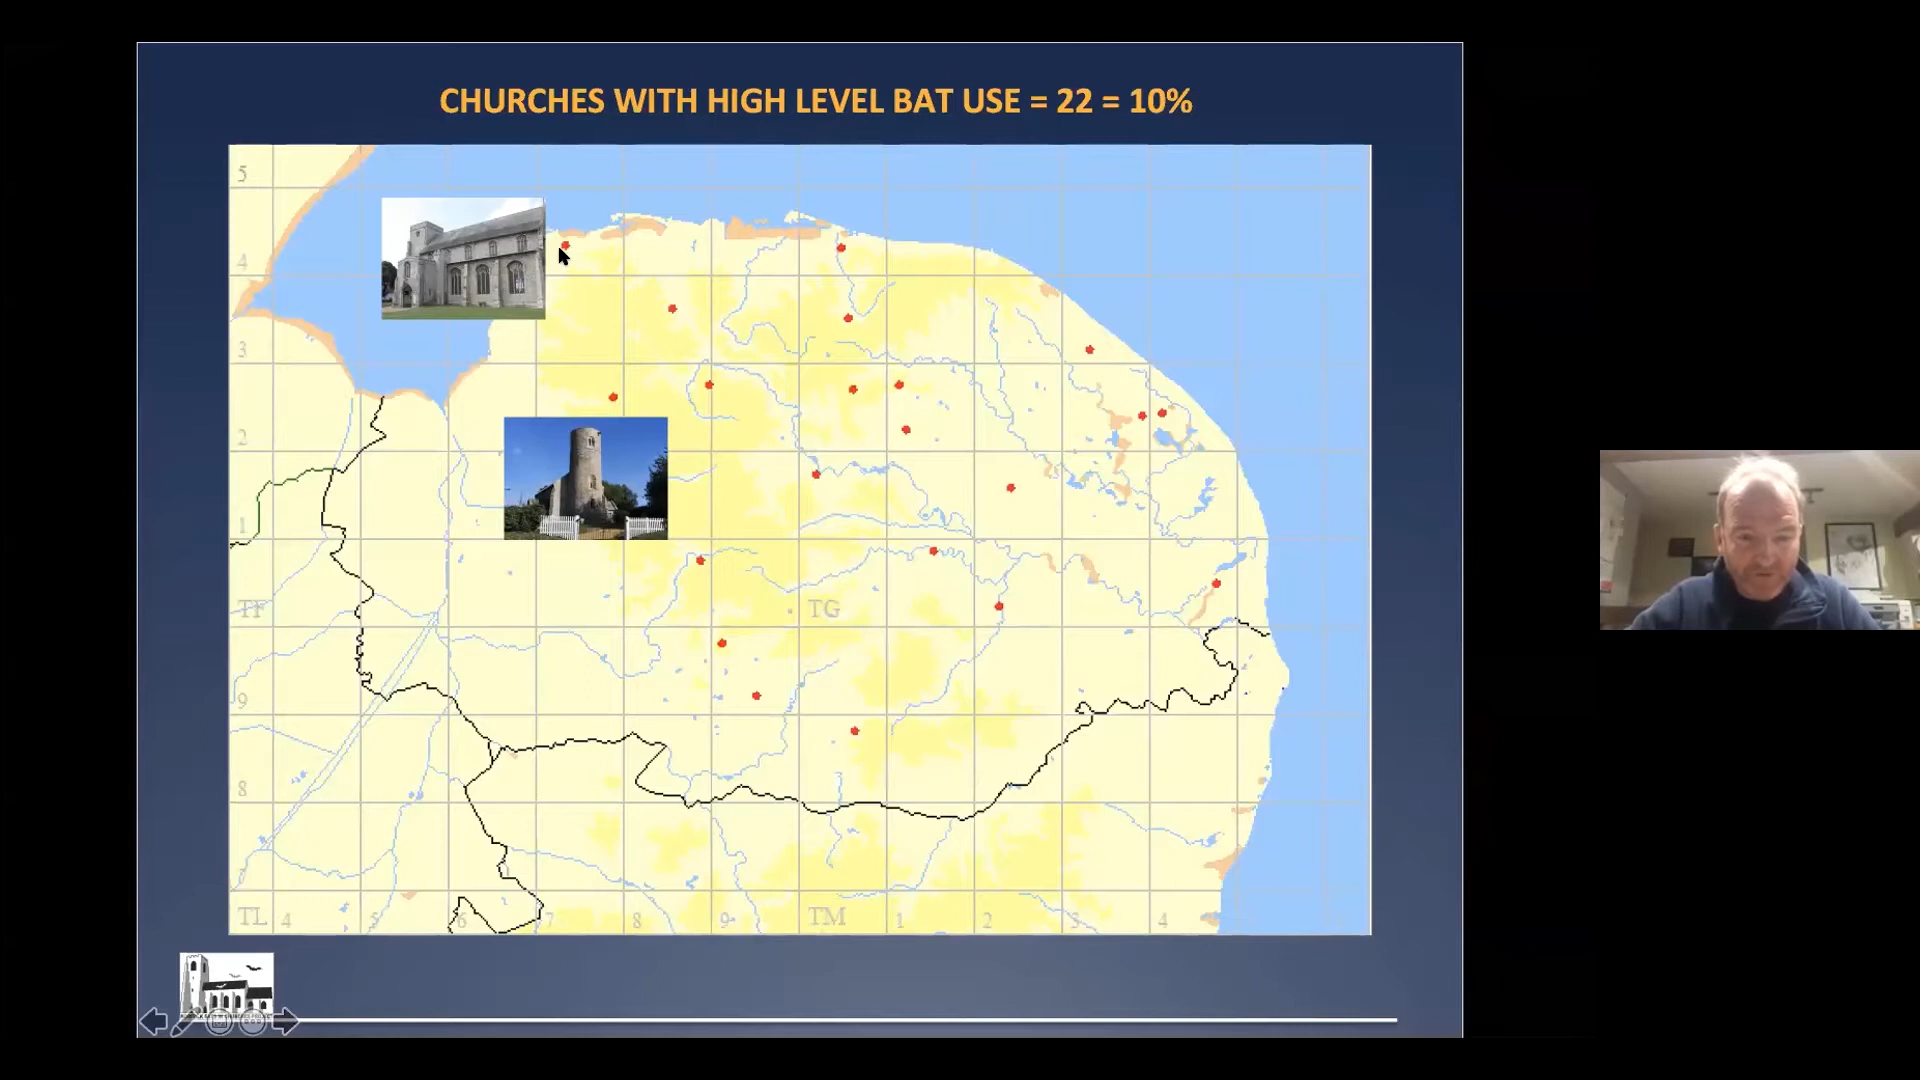 CHURCHES WITH HIGH LEVEL BAT USE = 22 = 10%
5
4
3
2
1
TF
TG
9
8
7
TL 4 5 6 7 8 9 TM 1 2 3 4